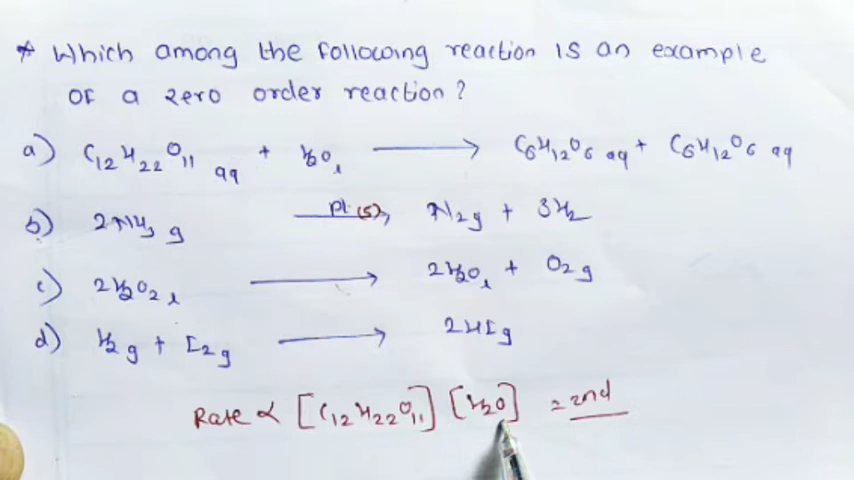 * Which among the following reaction is an example
of a zero order reaction?
a) C12H22O11 aq + H2O l ⟶ C6H12O6 aq + C6H12O6 aq
b) 2NH3 g ⟶ Pt (s) N2 g + 3H2
c) 2H2O2 l ⟶ 2H2O l + O2 g
d) H2 g + I2 g ⟶ 2HI g
Rate ∝ [C12H22O11] [H2O] = 2nd